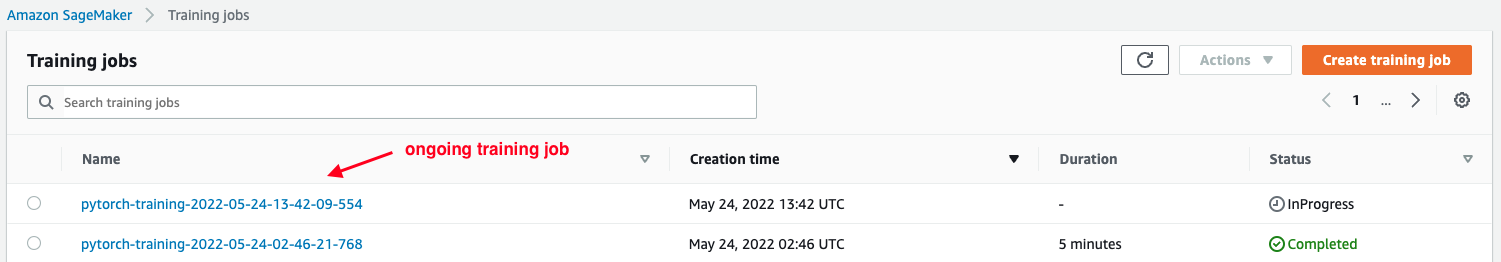 Amazon SageMaker > Training jobs
Training jobs
Actions
Create training job
Search training jobs
1 ...
ongoing training job
Name Creation time Duration Status
pytorch-training-2022-05-24-13-42-09-554 May 24, 2022 13:42 UTC - InProgress
pytorch-training-2022-05-24-02-46-21-768 May 24, 2022 02:46 UTC 5 minutes Completed